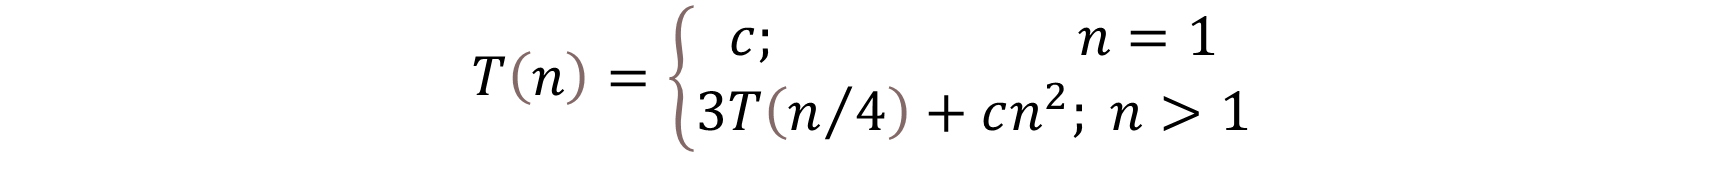 T(n) = { c; n = 1
3T(n/4) + cn²; n > 1